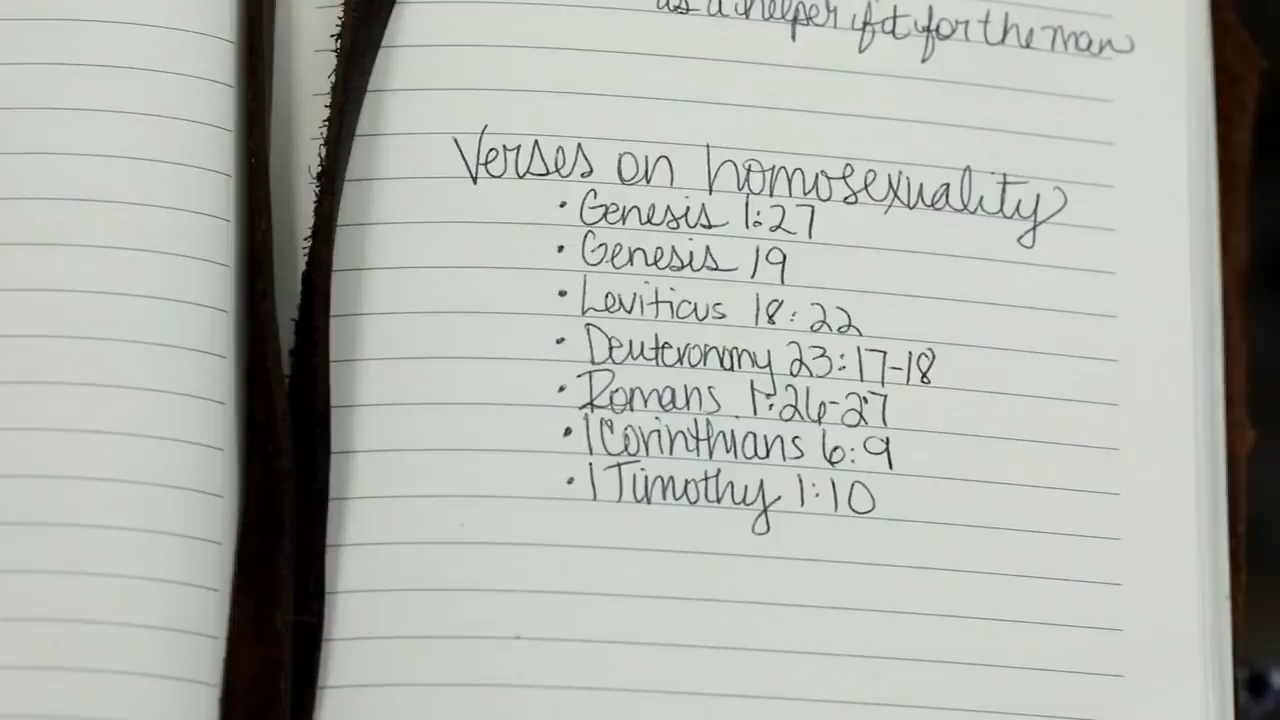 as a helper fit for the man
Verses on homosexuality
• Genesis 1:27
• Genesis 19
• Leviticus 18:22
• Deuteronomy 23:17-18
• Romans 1:26-27
• 1 Corinthians 6:9
• 1 Timothy 1:10